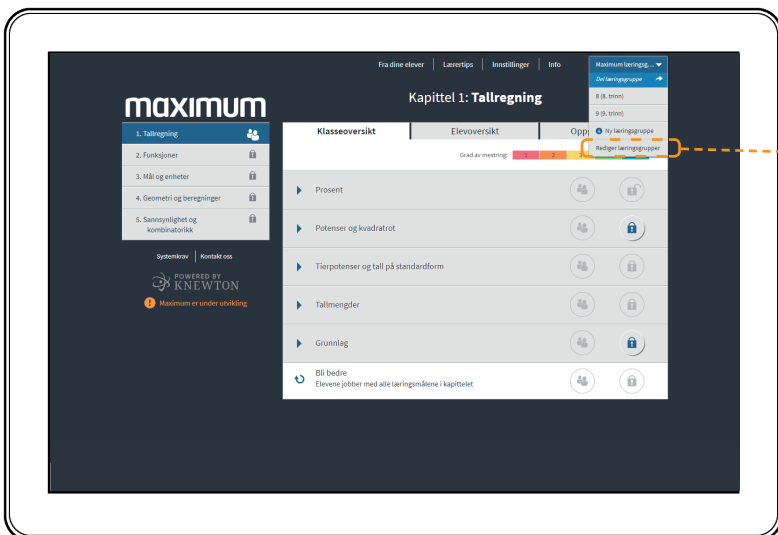 Fra dine elever
Lærertips
Innstillinger
Info
Maximum læringsg...
Del læringsgruppe
8 (8. trinn)
9 (9. trinn)
Ny læringsgruppe
Rediger læringsgrupper
maximum
Kapittel 1: Tallregning
1. Tallregning
2. Funksjoner
3. Mål og enheter
4. Geometri og beregninger
5. Sannsynlighet og
kombinatorikk
Systemkrav
Kontakt oss
POWERED BY
KNEWTON
Maximum er under utvikling
Klasseoversikt
Elevoversikt
Grad av mestring:
1
2
Prosent
Potenser og kvadratrot
Tierpotenser og tall på standardform
Tallmengder
Grunnlag
Bli bedre
Elevene jobber med alle læringsmålene i kapittelet